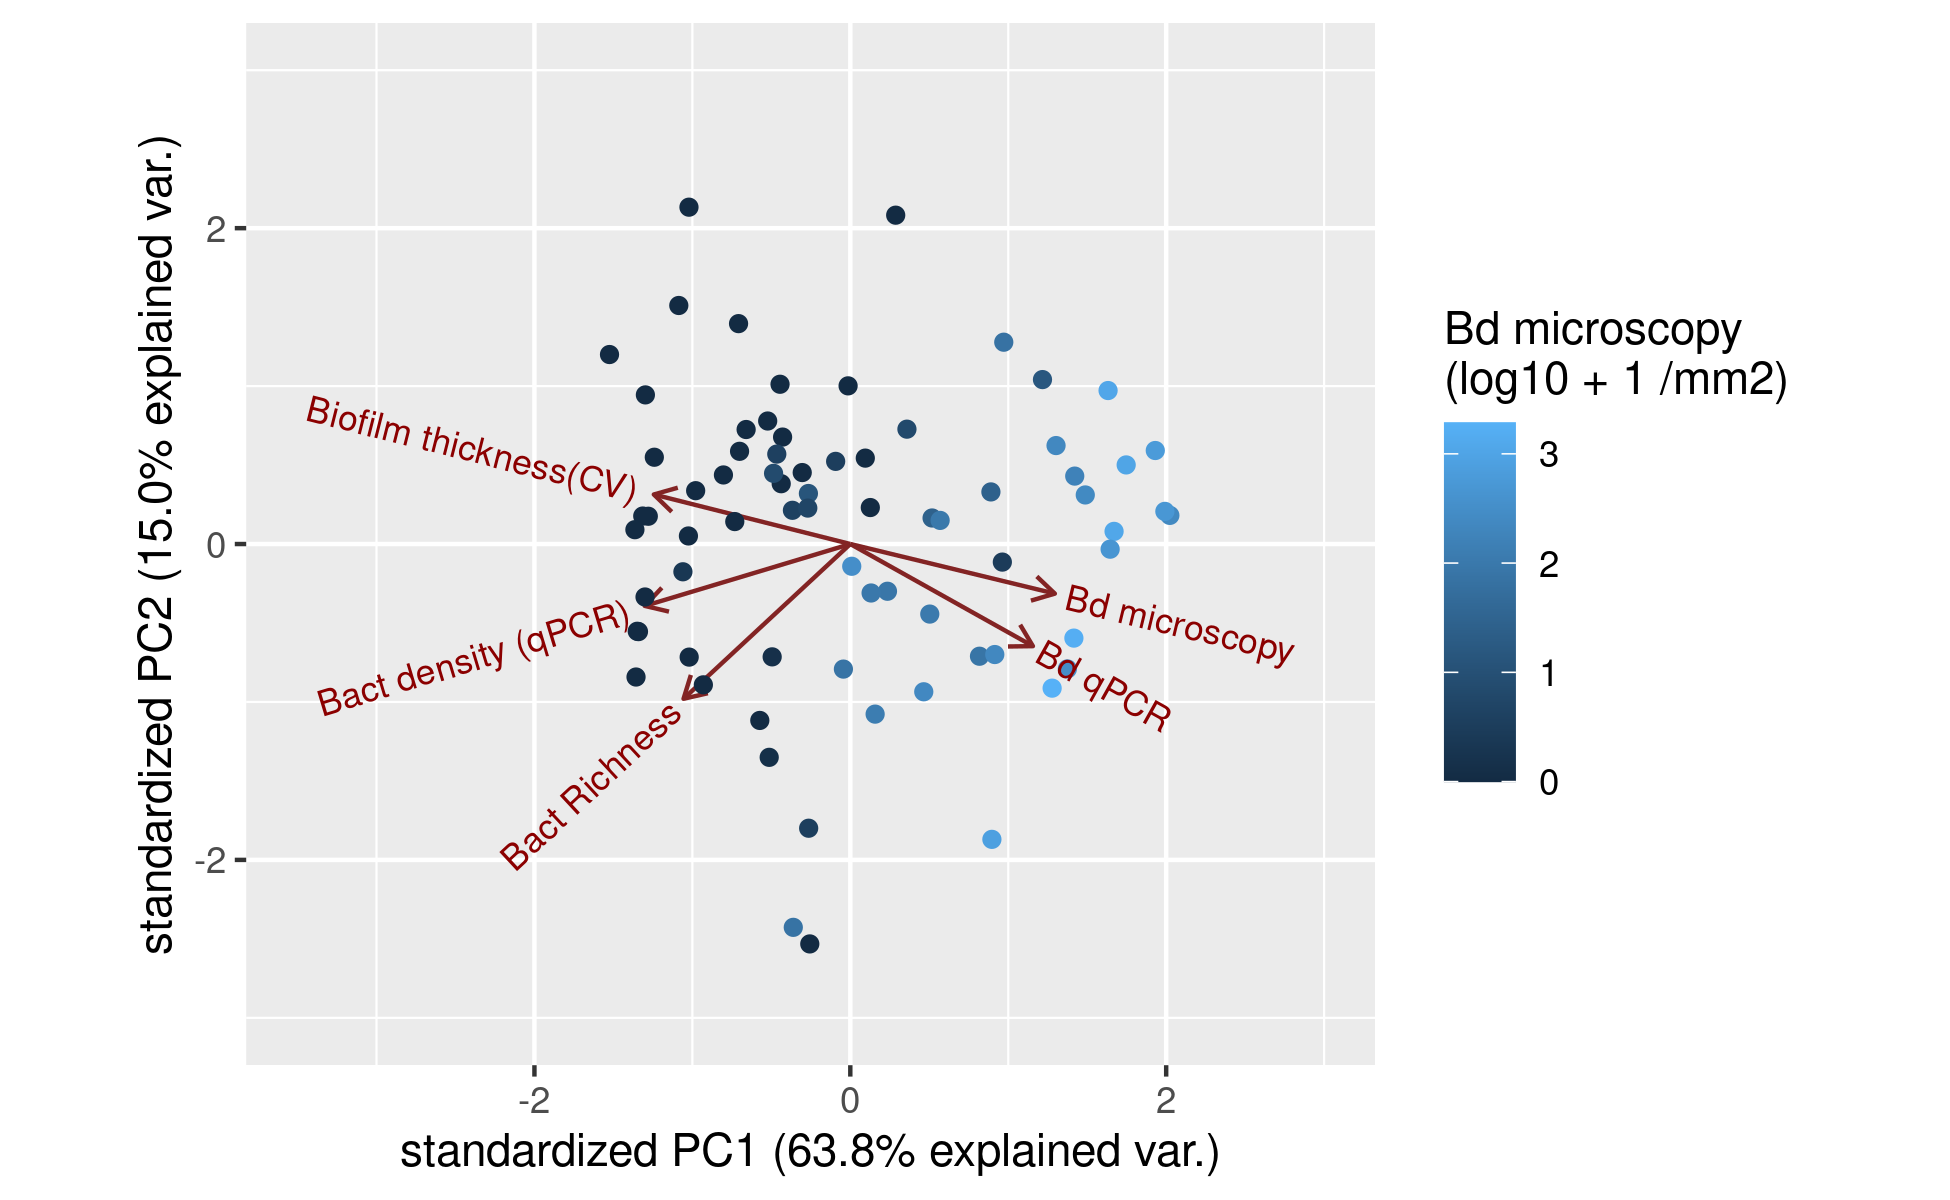 standardized PC2 (15.0% explained var.)
2
0
-2
Biofilm thickness(CV)
Bact density (qPCR)
Bact Richness
Bd microscopy
Bd qPCR
-2
0
2
standardized PC1 (63.8% explained var.)
Bd microscopy
(log10 + 1 /mm2)
3
2
1
0